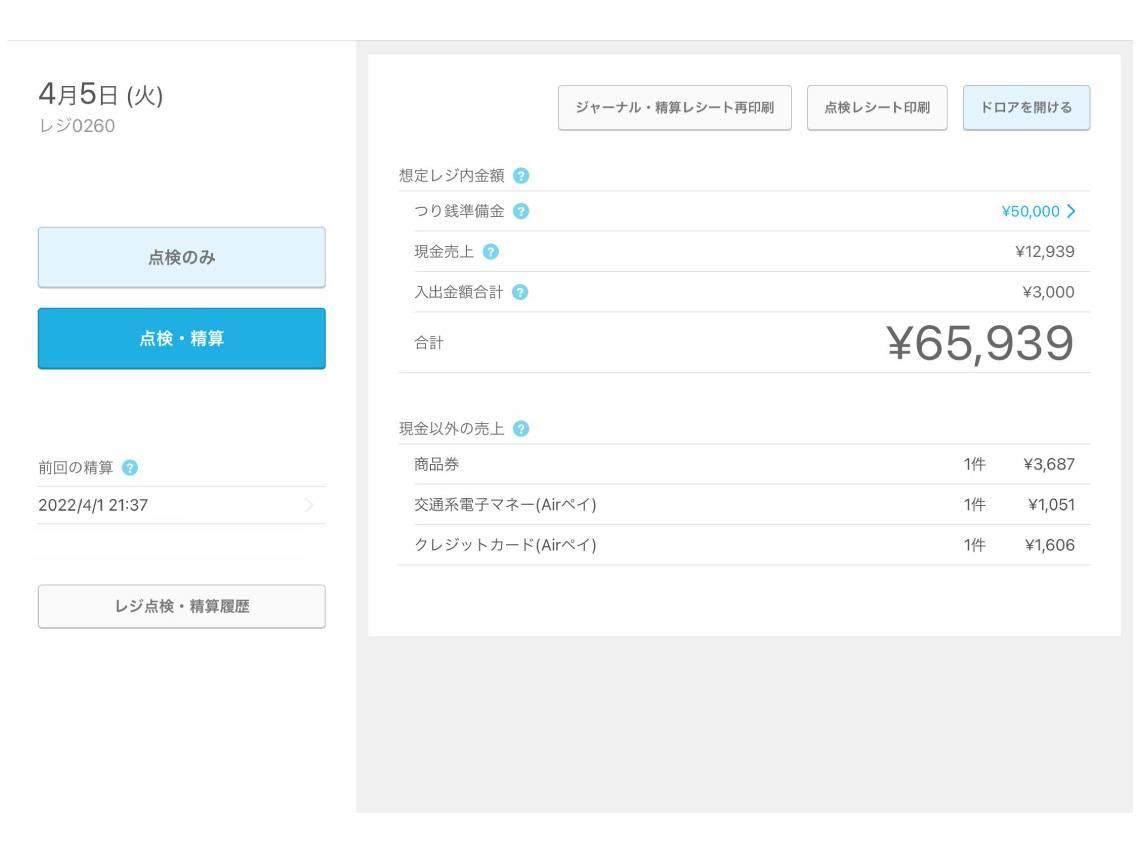 4月5日 (火)
レジ0260
点検のみ
点検・精算
前回の精算 ?
2022/4/1 21:37
レジ点検・精算履歴
ジャーナル・精算レシート再印刷 点検レシート印刷 ドロアを開ける
想定レジ内金額 ?
つり銭準備金 ? ¥50,000
現金売上 ? ¥12,939
入出金額合計 ? ¥3,000
合計 ¥65,939
現金以外の売上 ?
商品券 1件 ¥3,687
交通系電子マネー(Airペイ) 1件 ¥1,051
クレジットカード(Airペイ) 1件 ¥1,606